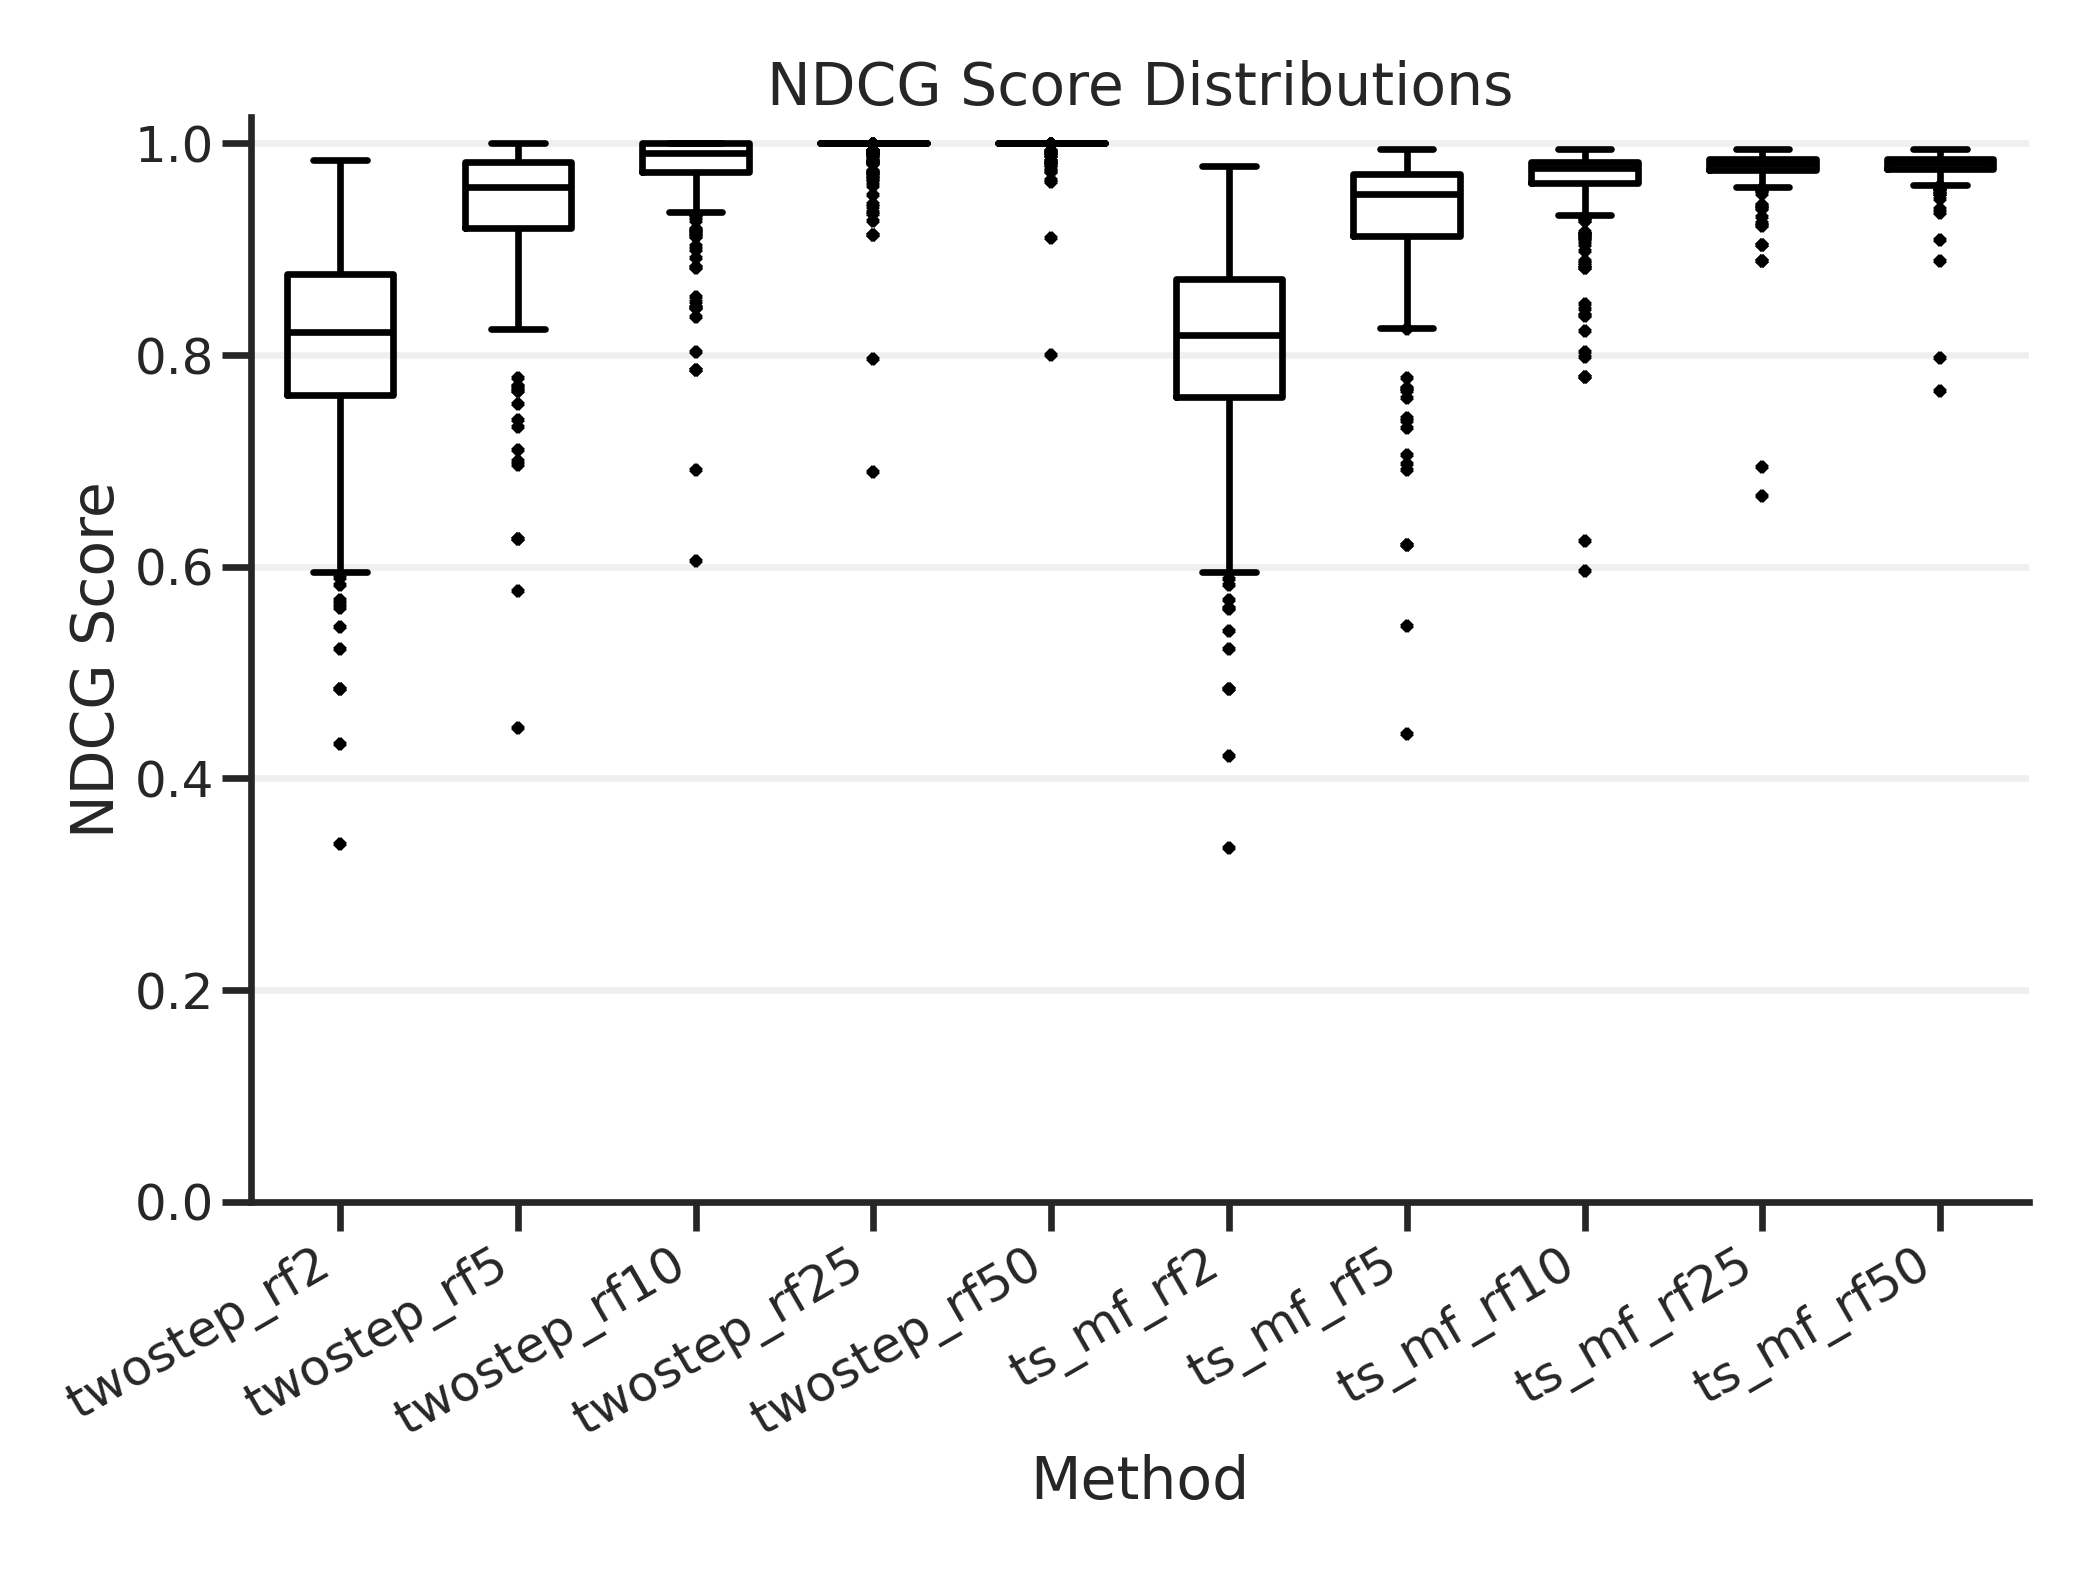 NDCG Score Distributions
NDCG Score
1.0
0.8
0.6
0.4
0.2
0.0
twostep_rf2
twostep_rf5
twostep_rf10
twostep_rf25
twostep_rf50
ts_mf_rf2
ts_mf_rf5
ts_mf_rf10
ts_mf_rf25
ts_mf_rf50
Method